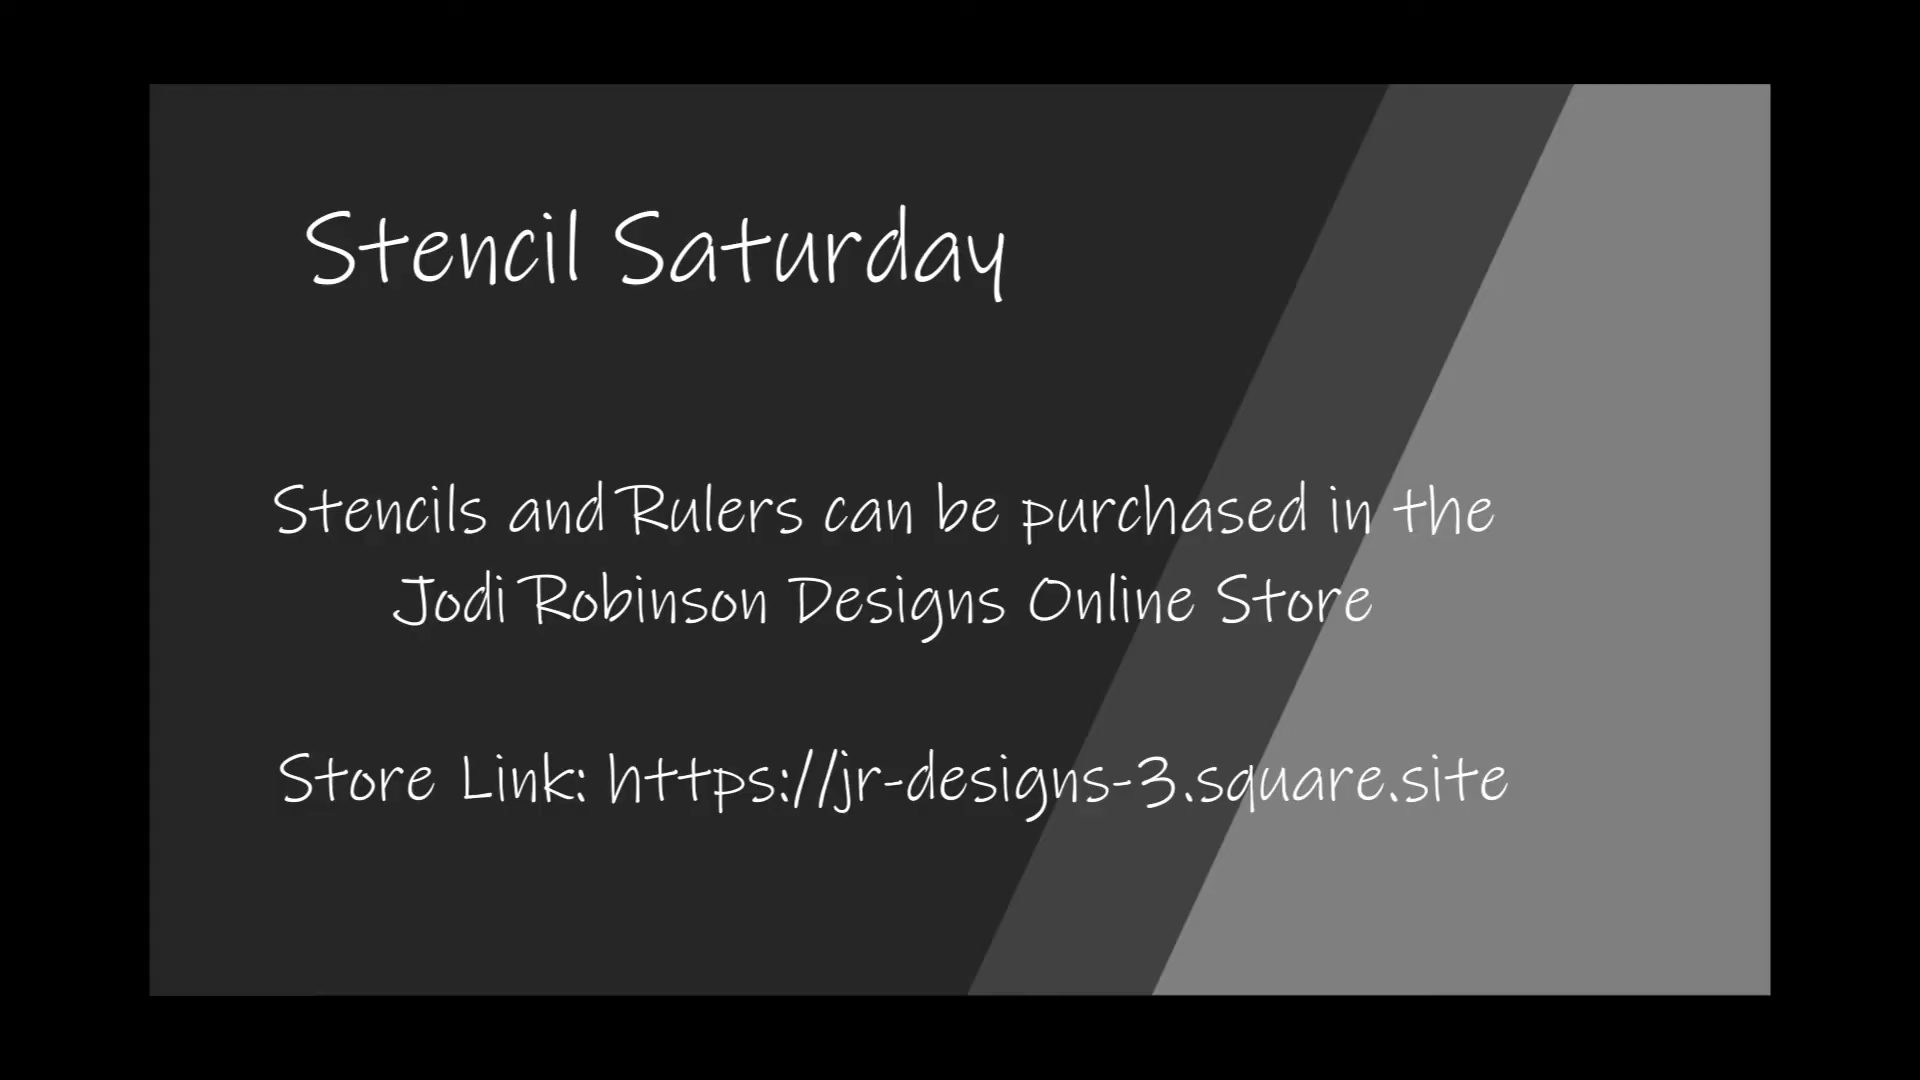 Stencil Saturday
Stencils and Rulers can be purchased in the
Jodi Robinson Designs Online Store
Store Link: https://jr-designs-3.square.site